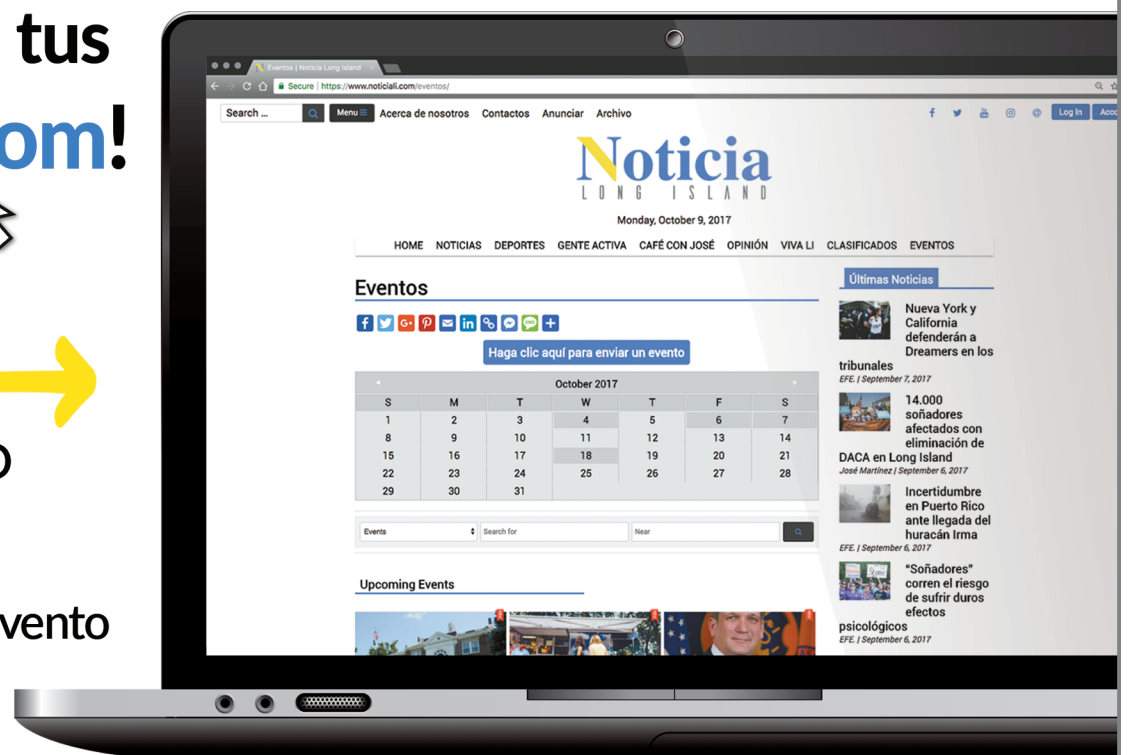 tus
om!
o
vento
Eventos | Noticia Long Island
Secure | https://www.noticiali.com/eventos/
Search ...
Menu
Acerca de nosotros Contactos Anunciar Archivo
Log In
Noticia
LONG ISLAND
Monday, October 9, 2017
HOME NOTICIAS DEPORTES GENTE ACTIVA CAFÉ CON JOSÉ OPINIÓN VIVA LI CLASIFICADOS EVENTOS
Eventos
Haga clic aquí para enviar un evento
October 2017
S M T W T F S
1 2 3 4 5 6 7
8 9 10 11 12 13 14
15 16 17 18 19 20 21
22 23 24 25 26 27 28
29 30 31
Events
Search for
Near
Upcoming Events
Últimas Noticias
Nueva York y
California
defenderán a
Dreamers en los
tribunales
EFE. | September 7, 2017
14.000
soñadores
afectados con
eliminación de
DACA en Long Island
José Martínez | September 6, 2017
Incertidumbre
en Puerto Rico
ante llegada del
huracán Irma
EFE. | September 6, 2017
"Soñadores"
corren el riesgo
de sufrir duros
efectos
psicológicos
EFE. | September 6, 2017